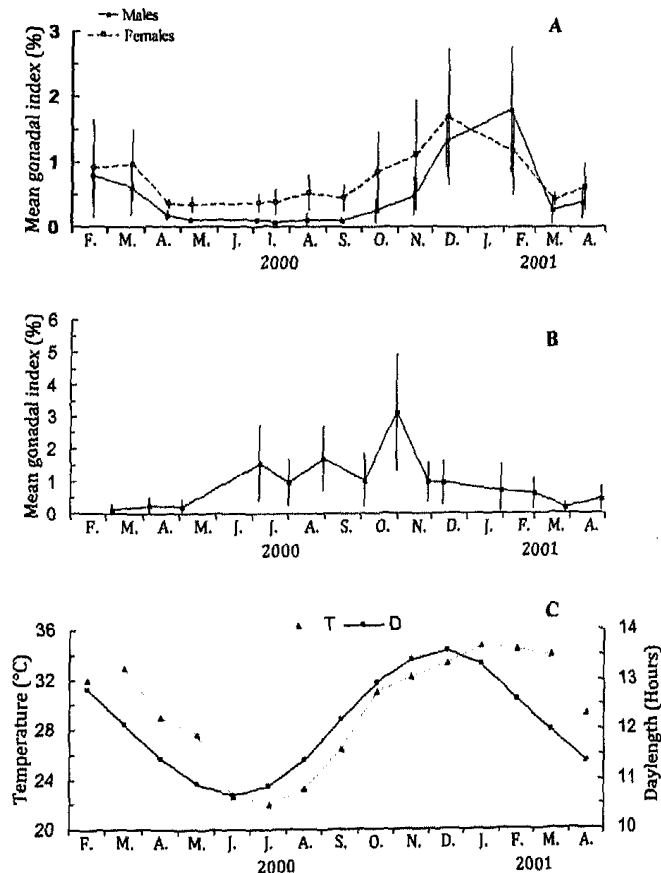 Males
Females
A
Mean gonadal index (%)
3
2
1
0
F. M. A. M. J. J. A. S. O. N. D. J. F. M. A.
2000 2001
B
Mean gonadal index (%)
6
5
4
3
2
1
0
F. M. A. M. J. J. A. S. O. N. D. J. F. M. A.
2000 2001
C
T D
Temperature (°C)
36
32
28
24
20
14
13
12
11
10
Daylength (Hours)
F. M. A. M. J. J. A. S. O. N. D. J. F. M. A.
2000 2001